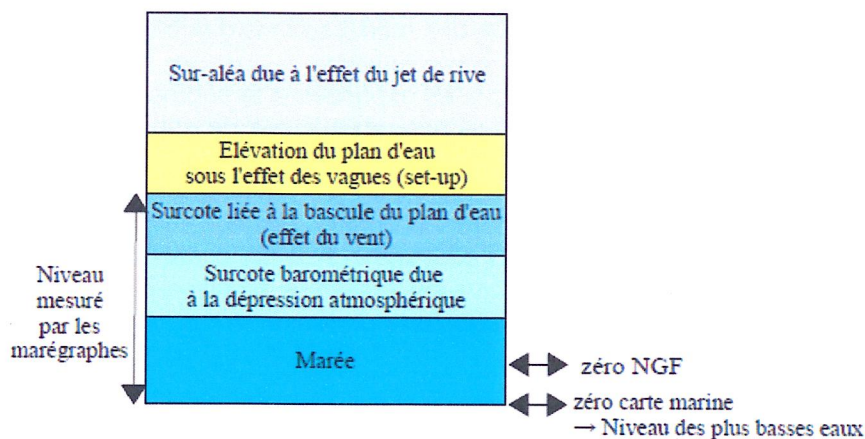 Sur-aléa due à l'effet du jet de rive
Elévation du plan d'eau
sous l'effet des vagues (set-up)
Surcote liée à la bascule du plan d'eau
(effet du vent)
Surcote barométrique due
à la dépression atmosphérique
Niveau
mesuré
par les
marégraphes
Marée
zéro NGF
zéro carte marine
→ Niveau des plus basses eaux